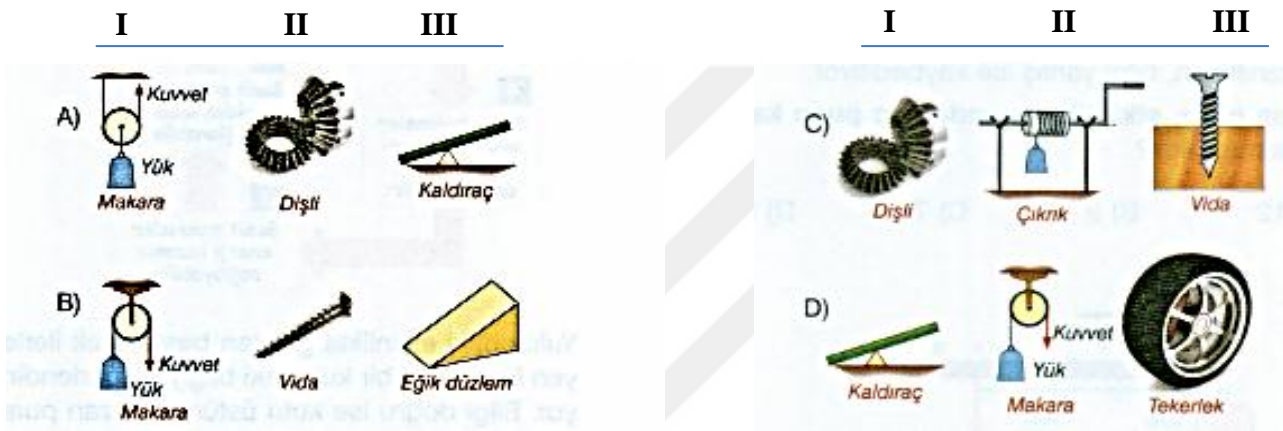 I II III
I II III
A)
Kuvvet
Yük
Makara
Dişli
Kaldıraç
B)
Kuvvet
Yük
Makara
Vida
Eğik düzlem
C)
Dişli
Çıkrık
Vida
D)
Kaldıraç
Kuvvet
Yük
Makara
Tekerlek